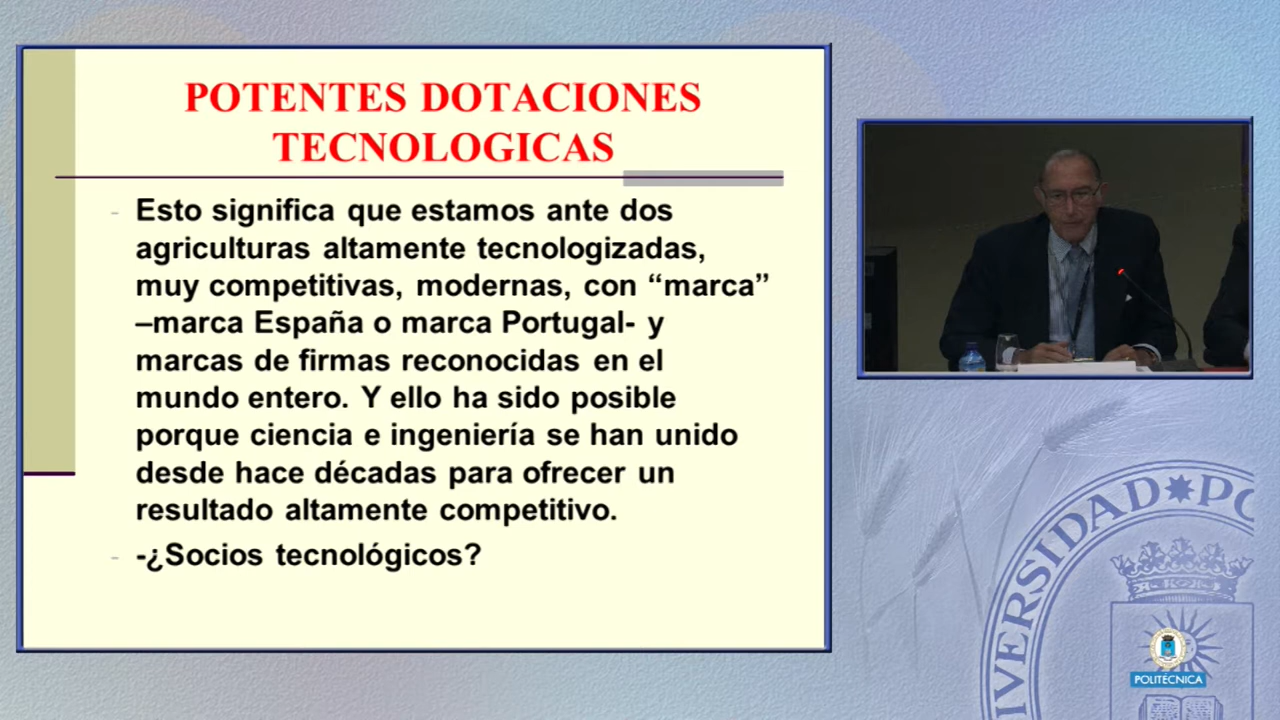 POTENTES DOTACIONES
TECNOLOGICAS
- Esto significa que estamos ante dos
agriculturas altamente tecnologizadas,
muy competitivas, modernas, con “marca”
–marca España o marca Portugal- y
marcas de firmas reconocidas en el
mundo entero. Y ello ha sido posible
porque ciencia e ingeniería se han unido
desde hace décadas para ofrecer un
resultado altamente competitivo.
- -¿Socios tecnológicos?
IVERSIDAD PO
POLITÉCNICA